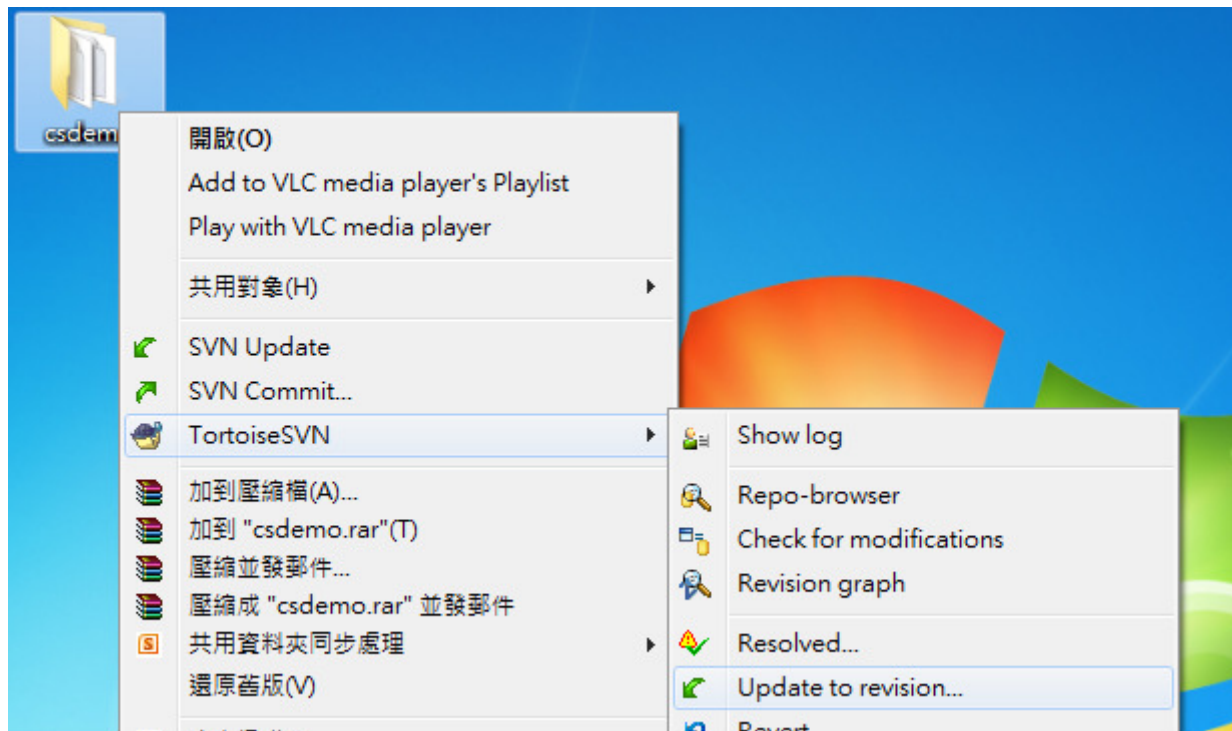 csdem
開啟(O)
Add to VLC media player's Playlist
Play with VLC media player
共用對象(H)
SVN Update
SVN Commit...
TortoiseSVN
加到壓縮檔(A)...
加到 "csdemo.rar"(T)
壓縮並發郵件...
壓縮成 "csdemo.rar" 並發郵件
共用資料夾同步處理
還原舊版(V)
Show log
Repo-browser
Check for modifications
Revision graph
Resolved...
Update to revision...
Revert